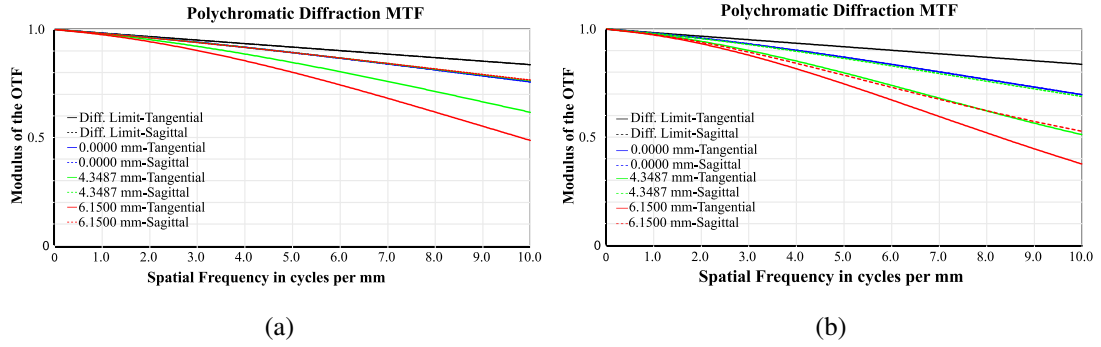 Polychromatic Diffraction MTF
Modulus of the OTF
1.0
0.5
0
Diff. Limit-Tangential
Diff. Limit-Sagittal
0.0000 mm-Tangential
0.0000 mm-Sagittal
4.3487 mm-Tangential
4.3487 mm-Sagittal
6.1500 mm-Tangential
6.1500 mm-Sagittal
0 1.0 2.0 3.0 4.0 5.0 6.0 7.0 8.0 9.0 10.0
Spatial Frequency in cycles per mm
(a)
Polychromatic Diffraction MTF
Modulus of the OTF
1.0
0.5
0
Diff. Limit-Tangential
Diff. Limit-Sagittal
0.0000 mm-Tangential
0.0000 mm-Sagittal
4.3487 mm-Tangential
4.3487 mm-Sagittal
6.1500 mm-Tangential
6.1500 mm-Sagittal
0 1.0 2.0 3.0 4.0 5.0 6.0 7.0 8.0 9.0 10.0
Spatial Frequency in cycles per mm
(b)